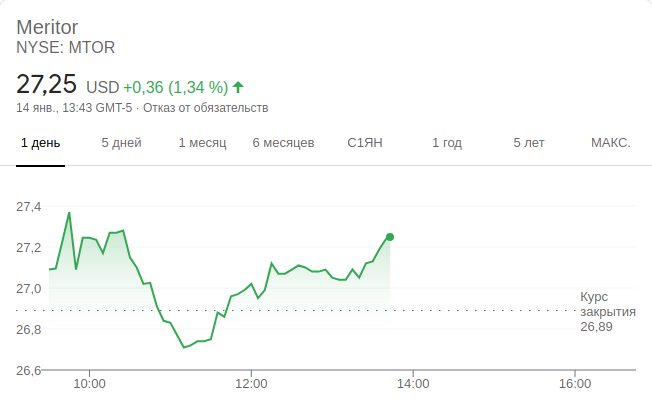 Meritor
NYSE: MTOR
27,25 USD +0,36 (1,34 %)
14 янв., 13:43 GMT-5 · Отказ от обязательств
1 день 5 дней 1 месяц 6 месяцев С1ЯН 1 год 5 лет МАКС.
27,4
27,2
27,0
Курс
закрытия
26,89
26,8
26,6
10:00 12:00 14:00 16:00